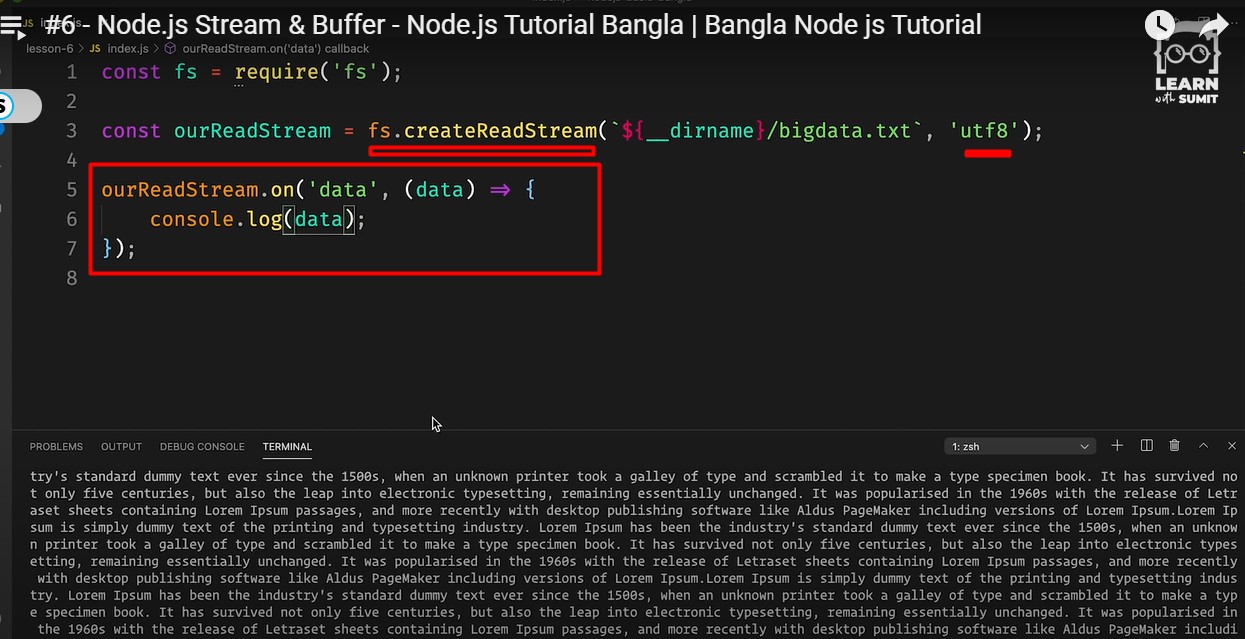 #6 - Node.js Stream & Buffer - Node.js Tutorial Bangla | Bangla Node js Tutorial
lesson-6 > JS index.js > ourReadStream.on('data') callback
LEARN
with SUMIT
1 const fs = require('fs');
2
3 const ourReadStream = fs.createReadStream(`${__dirname}/bigdata.txt`, 'utf8');
4
5 ourReadStream.on('data', (data) => {
6 console.log(data);
7 });
8
PROBLEMS OUTPUT DEBUG CONSOLE TERMINAL 1: zsh
try's standard dummy text ever since the 1500s, when an unknown printer took a galley of type and scrambled it to make a type specimen book. It has survived no
t only five centuries, but also the leap into electronic typesetting, remaining essentially unchanged. It was popularised in the 1960s with the release of Letr
aset sheets containing Lorem Ipsum passages, and more recently with desktop publishing software like Aldus PageMaker including versions of Lorem Ipsum.Lorem Ip
sum is simply dummy text of the printing and typesetting industry. Lorem Ipsum has been the industry's standard dummy text ever since the 1500s, when an unknow
n printer took a galley of type and scrambled it to make a type specimen book. It has survived not only five centuries, but also the leap into electronic types
etting, remaining essentially unchanged. It was popularised in the 1960s with the release of Letraset sheets containing Lorem Ipsum passages, and more recently
with desktop publishing software like Aldus PageMaker including versions of Lorem Ipsum.Lorem Ipsum is simply dummy text of the printing and typesetting indus
try. Lorem Ipsum has been the industry's standard dummy text ever since the 1500s, when an unknown printer took a galley of type and scrambled it to make a typ
e specimen book. It has survived not only five centuries, but also the leap into electronic typesetting, remaining essentially unchanged. It was popularised in
the 1960s with the release of Letraset sheets containing Lorem Ipsum passages, and more recently with desktop publishing software like Aldus PageMaker includi